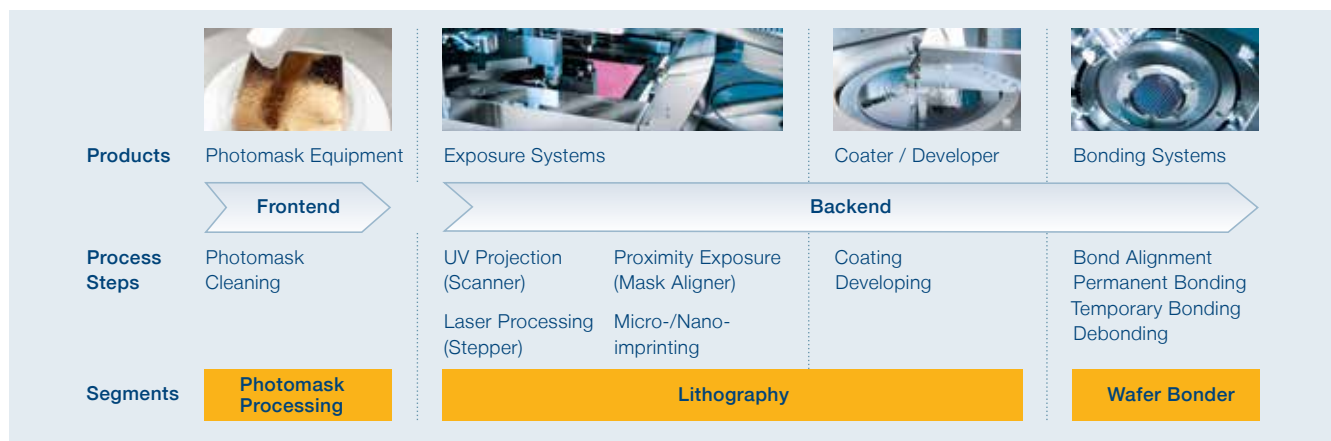 Products
Photomask Equipment
Exposure Systems
Coater / Developer
Bonding Systems
Frontend
Backend
Process
Steps
Photomask
Cleaning
UV Projection
(Scanner)
Laser Processing
(Stepper)
Proximity Exposure
(Mask Aligner)
Micro-/Nano-
imprinting
Coating
Developing
Bond Alignment
Permanent Bonding
Temporary Bonding
Debonding
Segments
Photomask
Processing
Lithography
Wafer Bonder